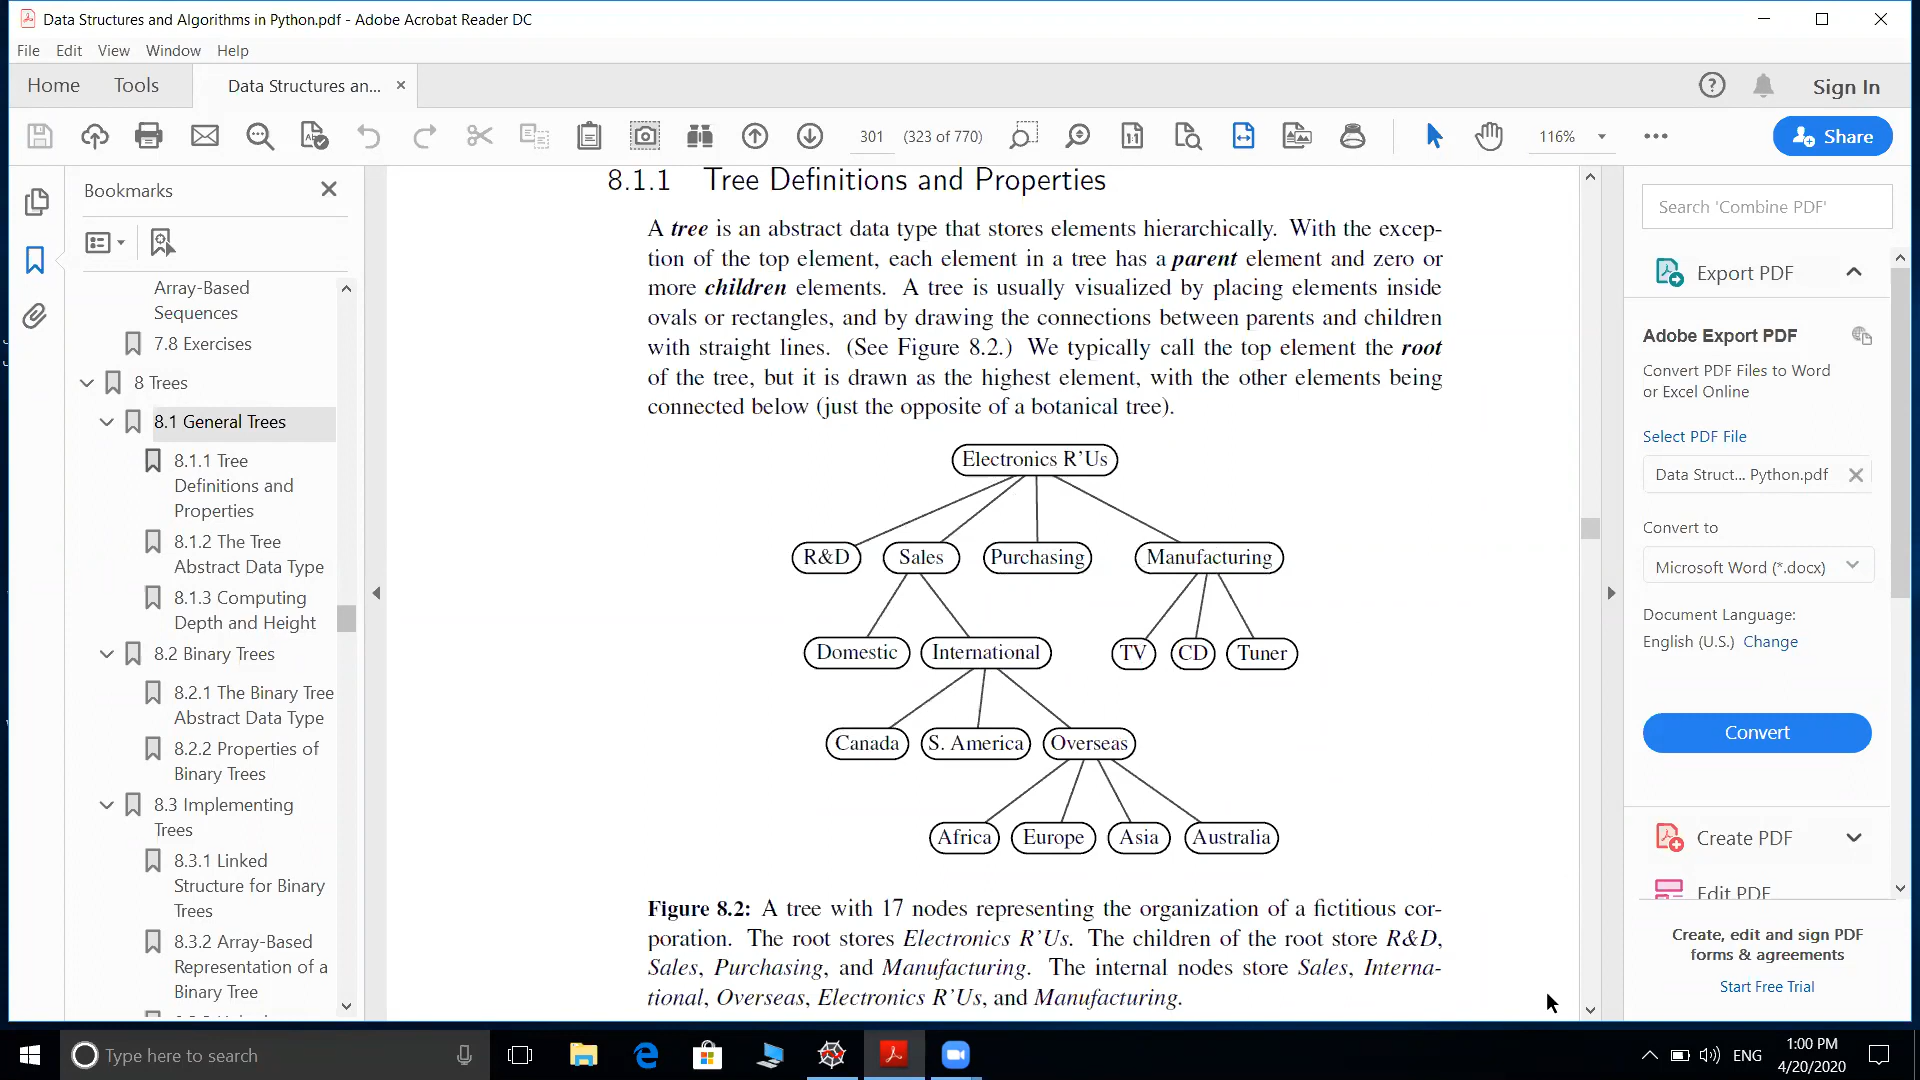 Data Structures and Algorithms in Python.pdf - Adobe Acrobat Reader DC
File Edit View Window Help
Home Tools Data Structures an... Sign In
301 (323 of 770) 116% Share
Bookmarks
Array-Based
Sequences
7.8 Exercises
8 Trees
8.1 General Trees
8.1.1 Tree
Definitions and
Properties
8.1.2 The Tree
Abstract Data Type
8.1.3 Computing
Depth and Height
8.2 Binary Trees
8.2.1 The Binary Tree
Abstract Data Type
8.2.2 Properties of
Binary Trees
8.3 Implementing
Trees
8.3.1 Linked
Structure for Binary
Trees
8.3.2 Array-Based
Representation of a
Binary Tree
8.1.1 Tree Definitions and Properties
A tree is an abstract data type that stores elements hierarchically. With the excep-
tion of the top element, each element in a tree has a parent element and zero or
more children elements. A tree is usually visualized by placing elements inside
ovals or rectangles, and by drawing the connections between parents and children
with straight lines. (See Figure 8.2.) We typically call the top element the root
of the tree, but it is drawn as the highest element, with the other elements being
connected below (just the opposite of a botanical tree).
Electronics R'Us
R&D Sales Purchasing Manufacturing
Domestic International TV CD Tuner
Canada S. America Overseas
Africa Europe Asia Australia
Figure 8.2: A tree with 17 nodes representing the organization of a fictitious cor-
poration. The root stores Electronics R'Us. The children of the root store R&D,
Sales, Purchasing, and Manufacturing. The internal nodes store Sales, Interna-
tional, Overseas, Electronics R'Us, and Manufacturing.
Search 'Combine PDF'
Export PDF
Adobe Export PDF
Convert PDF Files to Word
or Excel Online
Select PDF File
Data Struct... Python.pdf
Convert to
Microsoft Word (*.docx)
Document Language:
English (U.S.) Change
Convert
Create PDF
Edit PDF
Create, edit and sign PDF
forms & agreements
Start Free Trial
Type here to search
ENG
1:00 PM
4/20/2020